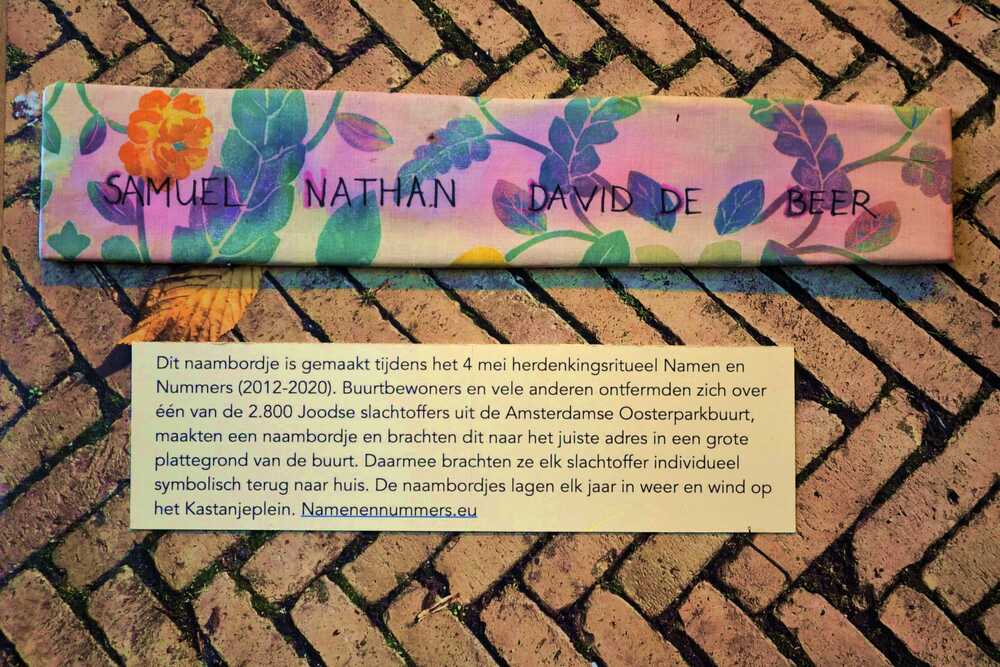 SAMUEL NATHAN DAVID DE BEER
Dit naambordje is gemaakt tijdens het 4 mei herdenkingsritueel Namen en
Nummers (2012-2020). Buurtbewoners en vele anderen ontfermden zich over
één van de 2.800 Joodse slachtoffers uit de Amsterdamse Oosterparkbuurt,
maakten een naambordje en brachten dit naar het juiste adres in een grote
plattegrond van de buurt. Daarmee brachten ze elk slachtoffer individueel
symbolisch terug naar huis. De naambordjes lagen elk jaar in weer en wind op
het Kastanjeplein. Namenennummers.eu